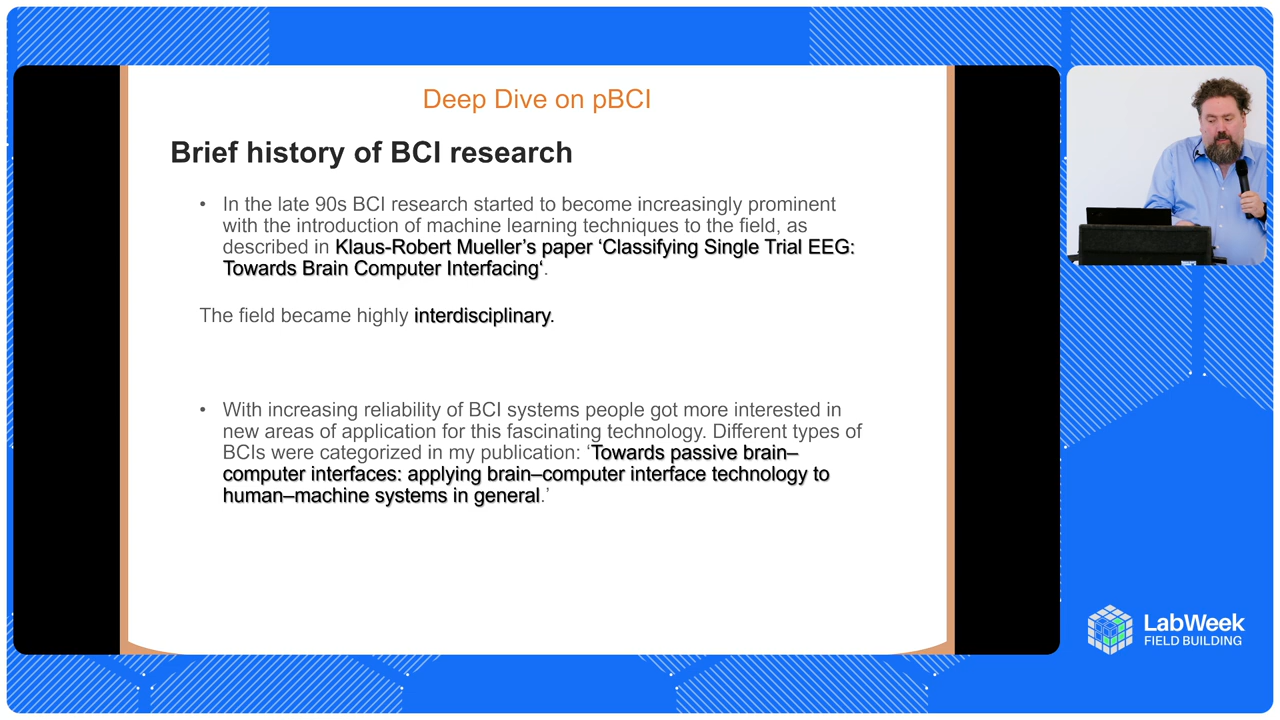 Deep Dive on pBCI
Brief history of BCI research
• In the late 90s BCI research started to become increasingly prominent
with the introduction of machine learning techniques to the field, as
described in Klaus-Robert Mueller’s paper ‘Classifying Single Trial EEG:
Towards Brain Computer Interfacing‘.
The field became highly interdisciplinary.
• With increasing reliability of BCI systems people got more interested in
new areas of application for this fascinating technology. Different types of
BCIs were categorized in my publication: ‘Towards passive brain–
computer interfaces: applying brain–computer interface technology to
human–machine systems in general.’
LabWeek
FIELD BUILDING